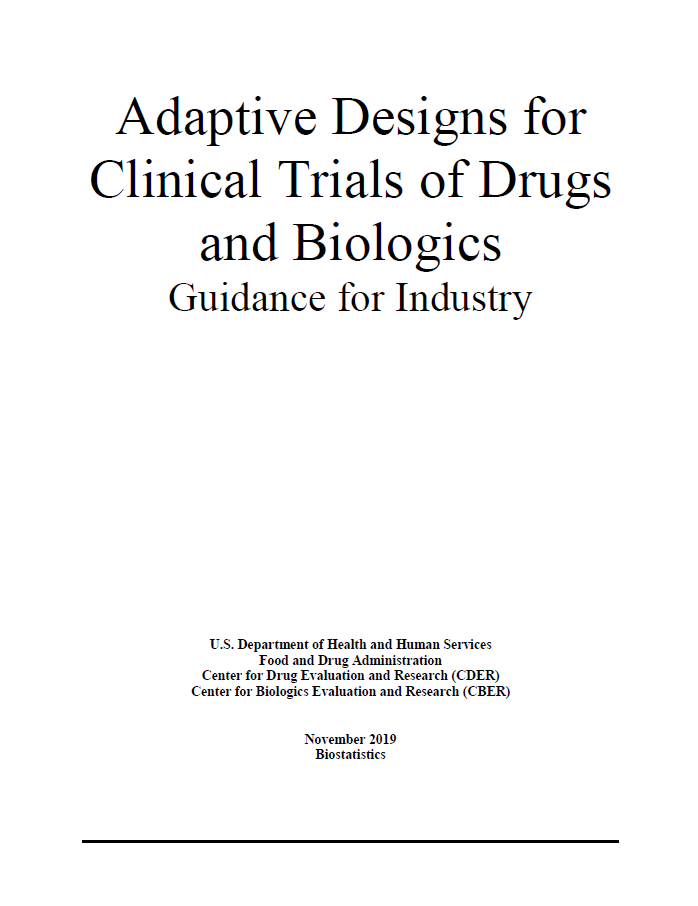 Adaptive Designs for
Clinical Trials of Drugs
and Biologics
Guidance for Industry
U.S. Department of Health and Human Services
Food and Drug Administration
Center for Drug Evaluation and Research (CDER)
Center for Biologics Evaluation and Research (CBER)
November 2019
Biostatistics